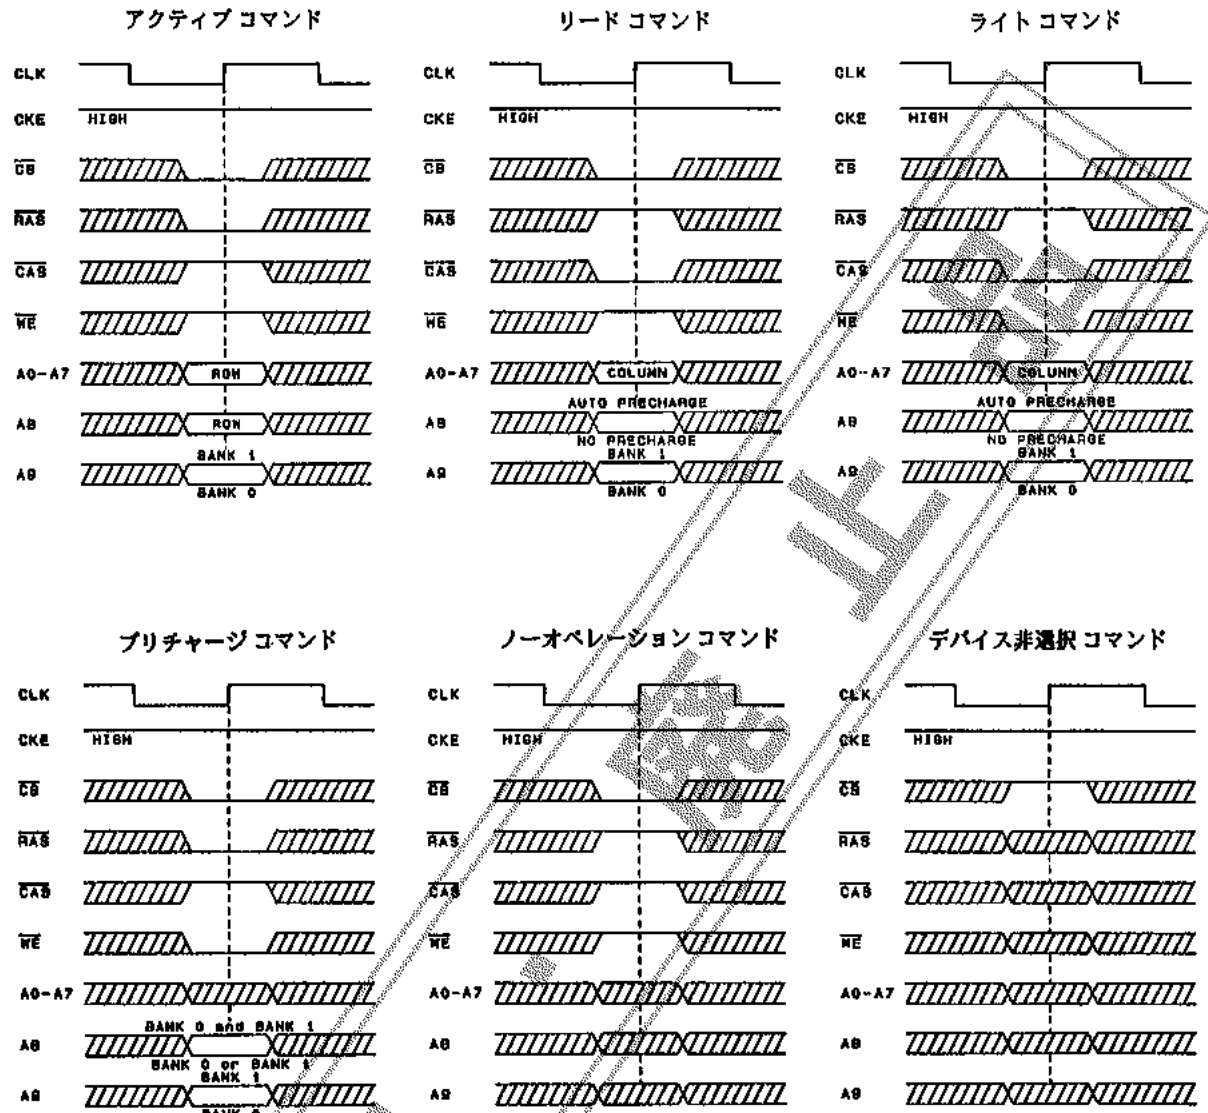 アクティブ コマンド
CLK
CKE HIGH
CS
RAS
CAS
WE
A0-A7 ROW
A8 ROW
BANK 1
A9
BANK 0
リード コマンド
CLK
CKE HIGH
CS
RAS
CAS
WE
A0-A7 COLUMN
AUTO PRECHARGE
A8
NO PRECHARGE
BANK 1
A9
BANK 0
ライト コマンド
CLK
CKE HIGH
CS
RAS
CAS
WE
A0-A7 COLUMN
AUTO PRECHARGE
A8
NO PRECHARGE
BANK 1
A9
BANK 0
プリチャージ コマンド
CLK
CKE HIGH
CS
RAS
CAS
WE
A0-A7
BANK 0 and BANK 1
A8
BANK 0 or BANK 1
BANK 1
A9
BANK 0
ノーオペレーション コマンド
CLK
CKE HIGH
CS
RAS
CAS
WE
A0-A7
A8
A9
デバイス非選択 コマンド
CLK
CKE HIGH
CS
RAS
CAS
WE
A0-A7
A8
A9